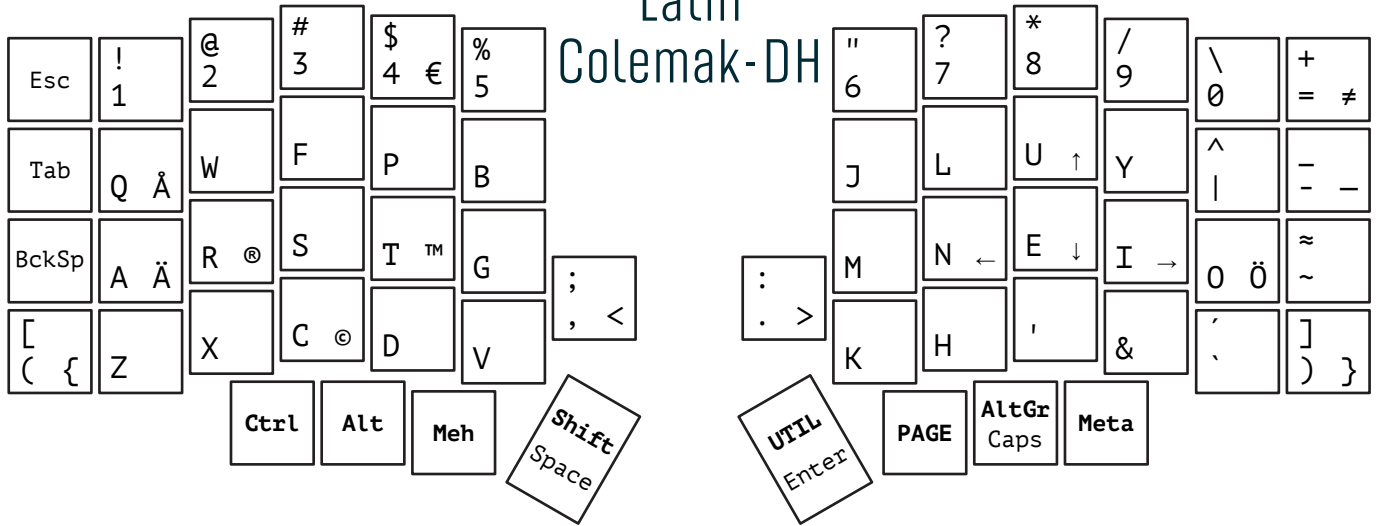 Latin
Colemak-DH
Esc
!
1
@
2
#
3
$
4 €
%
5
"
6
?
7
*
8
/
9
\
0
+
= ≠
Tab
Q Å
W
F
P
B
J
L
U ↑
Y
^
|
_
- –
BckSp
A Ä
R ®
S
T ™
G
M
N ←
E ↓
I →
O Ö
≈
~
[
( {
Z
X
C ©
D
V
;
, <
:
. >
K
H
'
&
´
`
]
) }
Ctrl
Alt
Meh
Shift
Space
UTIL
Enter
PAGE
AltGr
Caps
Meta